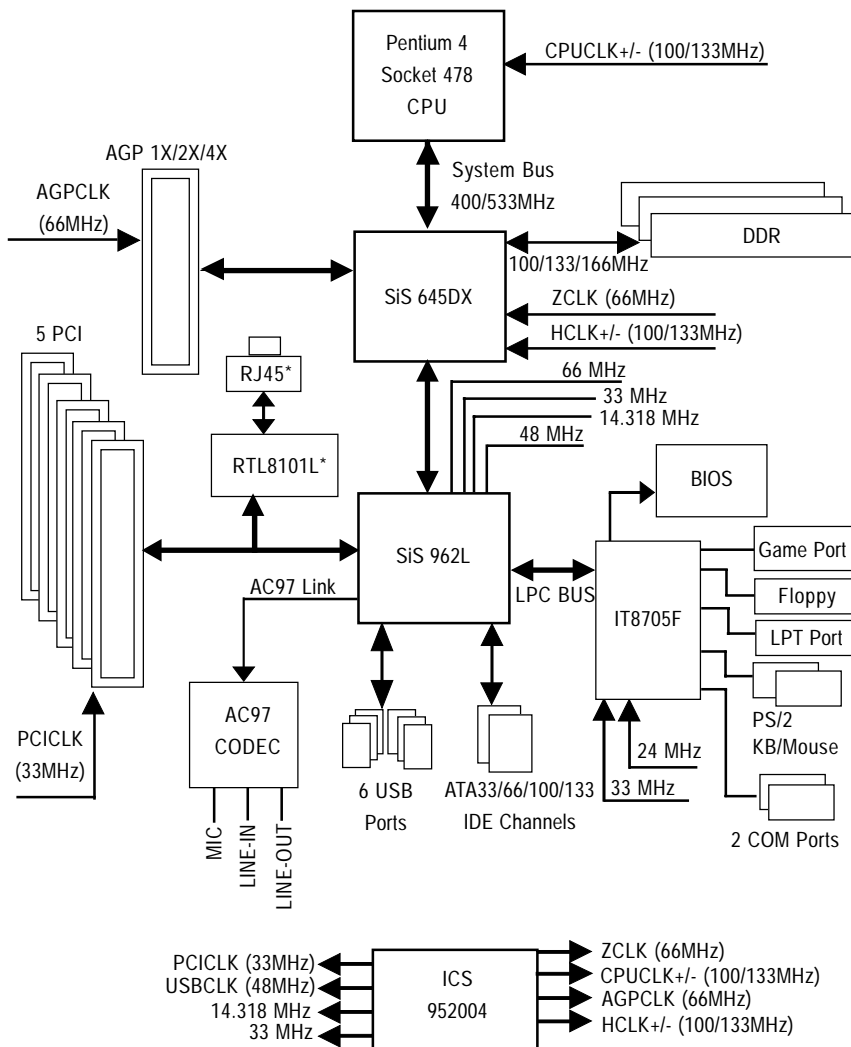 Pentium 4
Socket 478
CPU
CPUCLK+/- (100/133MHz)
AGP 1X/2X/4X
System Bus
400/533MHz
AGPCLK
(66MHz)
DDR
100/133/166MHz
SiS 645DX
ZCLK (66MHz)
HCLK+/- (100/133MHz)
5 PCI
RJ45*
66 MHz
33 MHz
14.318 MHz
48 MHz
RTL8101L*
BIOS
SiS 962L
Game Port
AC97 Link
LPC BUS
IT8705F
Floppy
LPT Port
AC97
CODEC
PS/2
KB/Mouse
PCICLK
(33MHz)
24 MHz
33 MHz
6 USB
Ports
ATA33/66/100/133
IDE Channels
2 COM Ports
MIC
LINE-IN
LINE-OUT
PCICLK (33MHz)
USBCLK (48MHz)
14.318 MHz
33 MHz
ICS
952004
ZCLK (66MHz)
CPUCLK+/- (100/133MHz)
AGPCLK (66MHz)
HCLK+/- (100/133MHz)